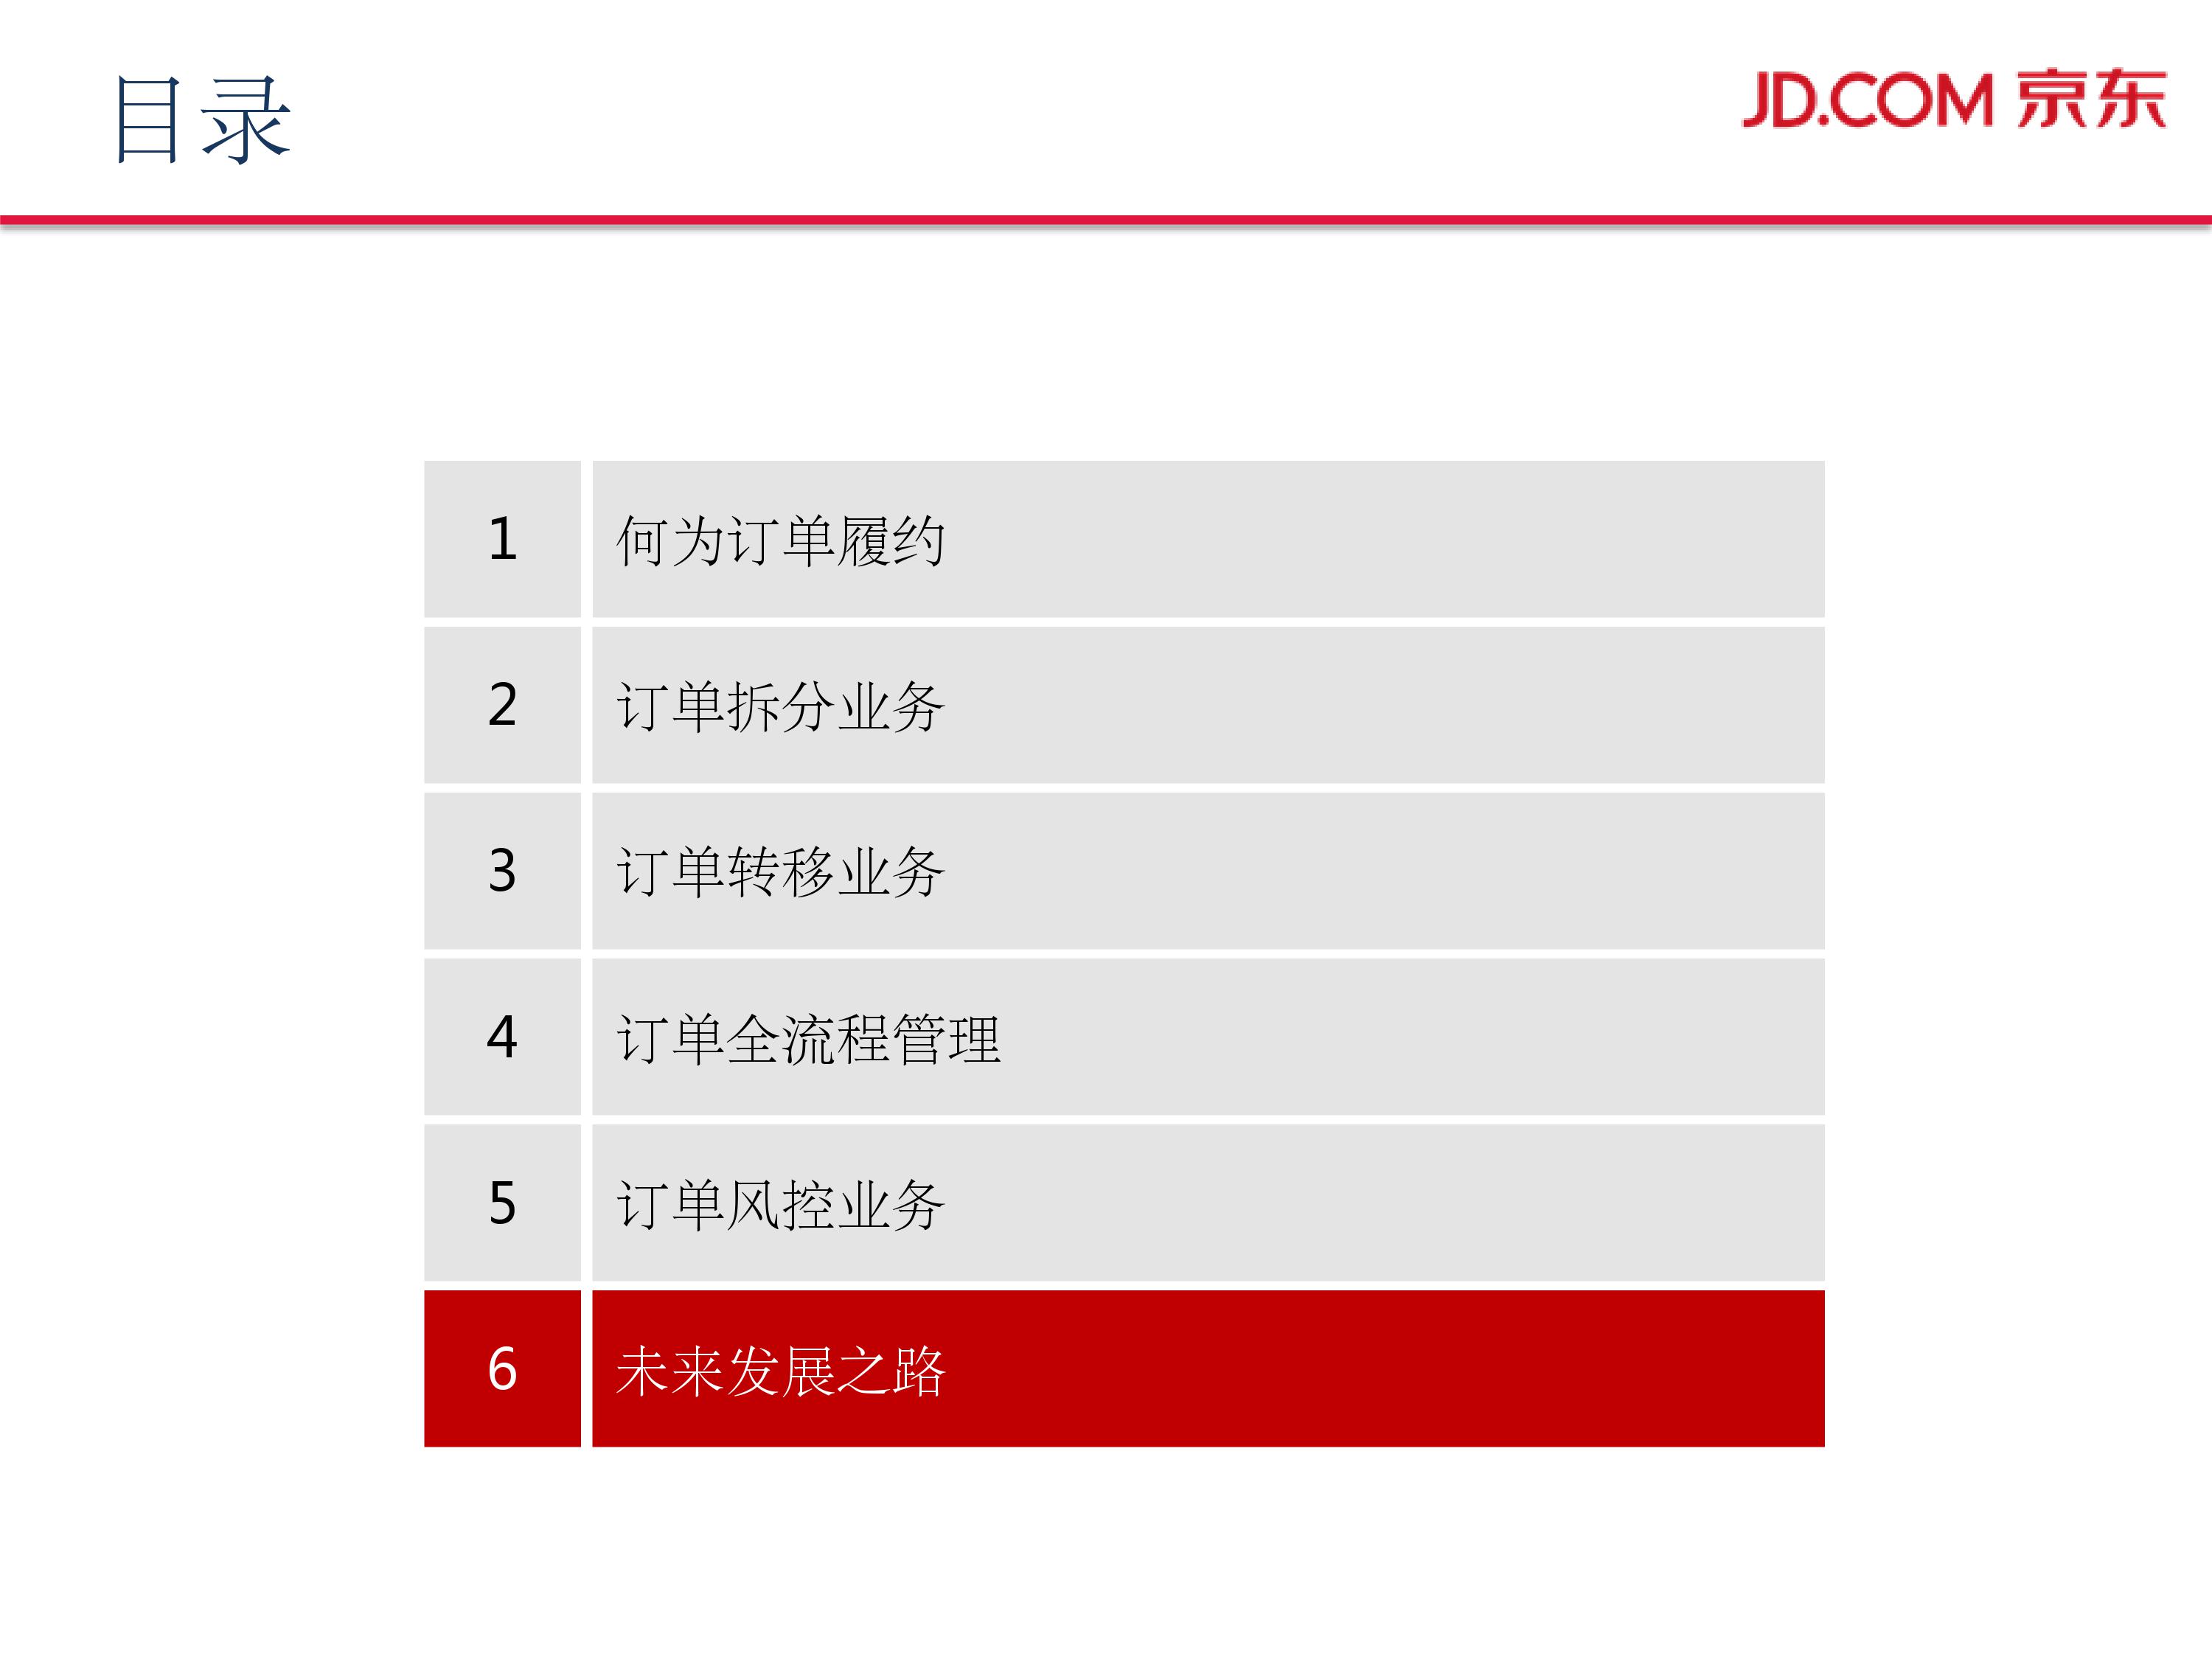 目录
JD.COM 京东
1 何为订单履约
2 订单拆分业务
3 订单转移业务
4 订单全流程管理
5 订单风控业务
6 未来发展之路